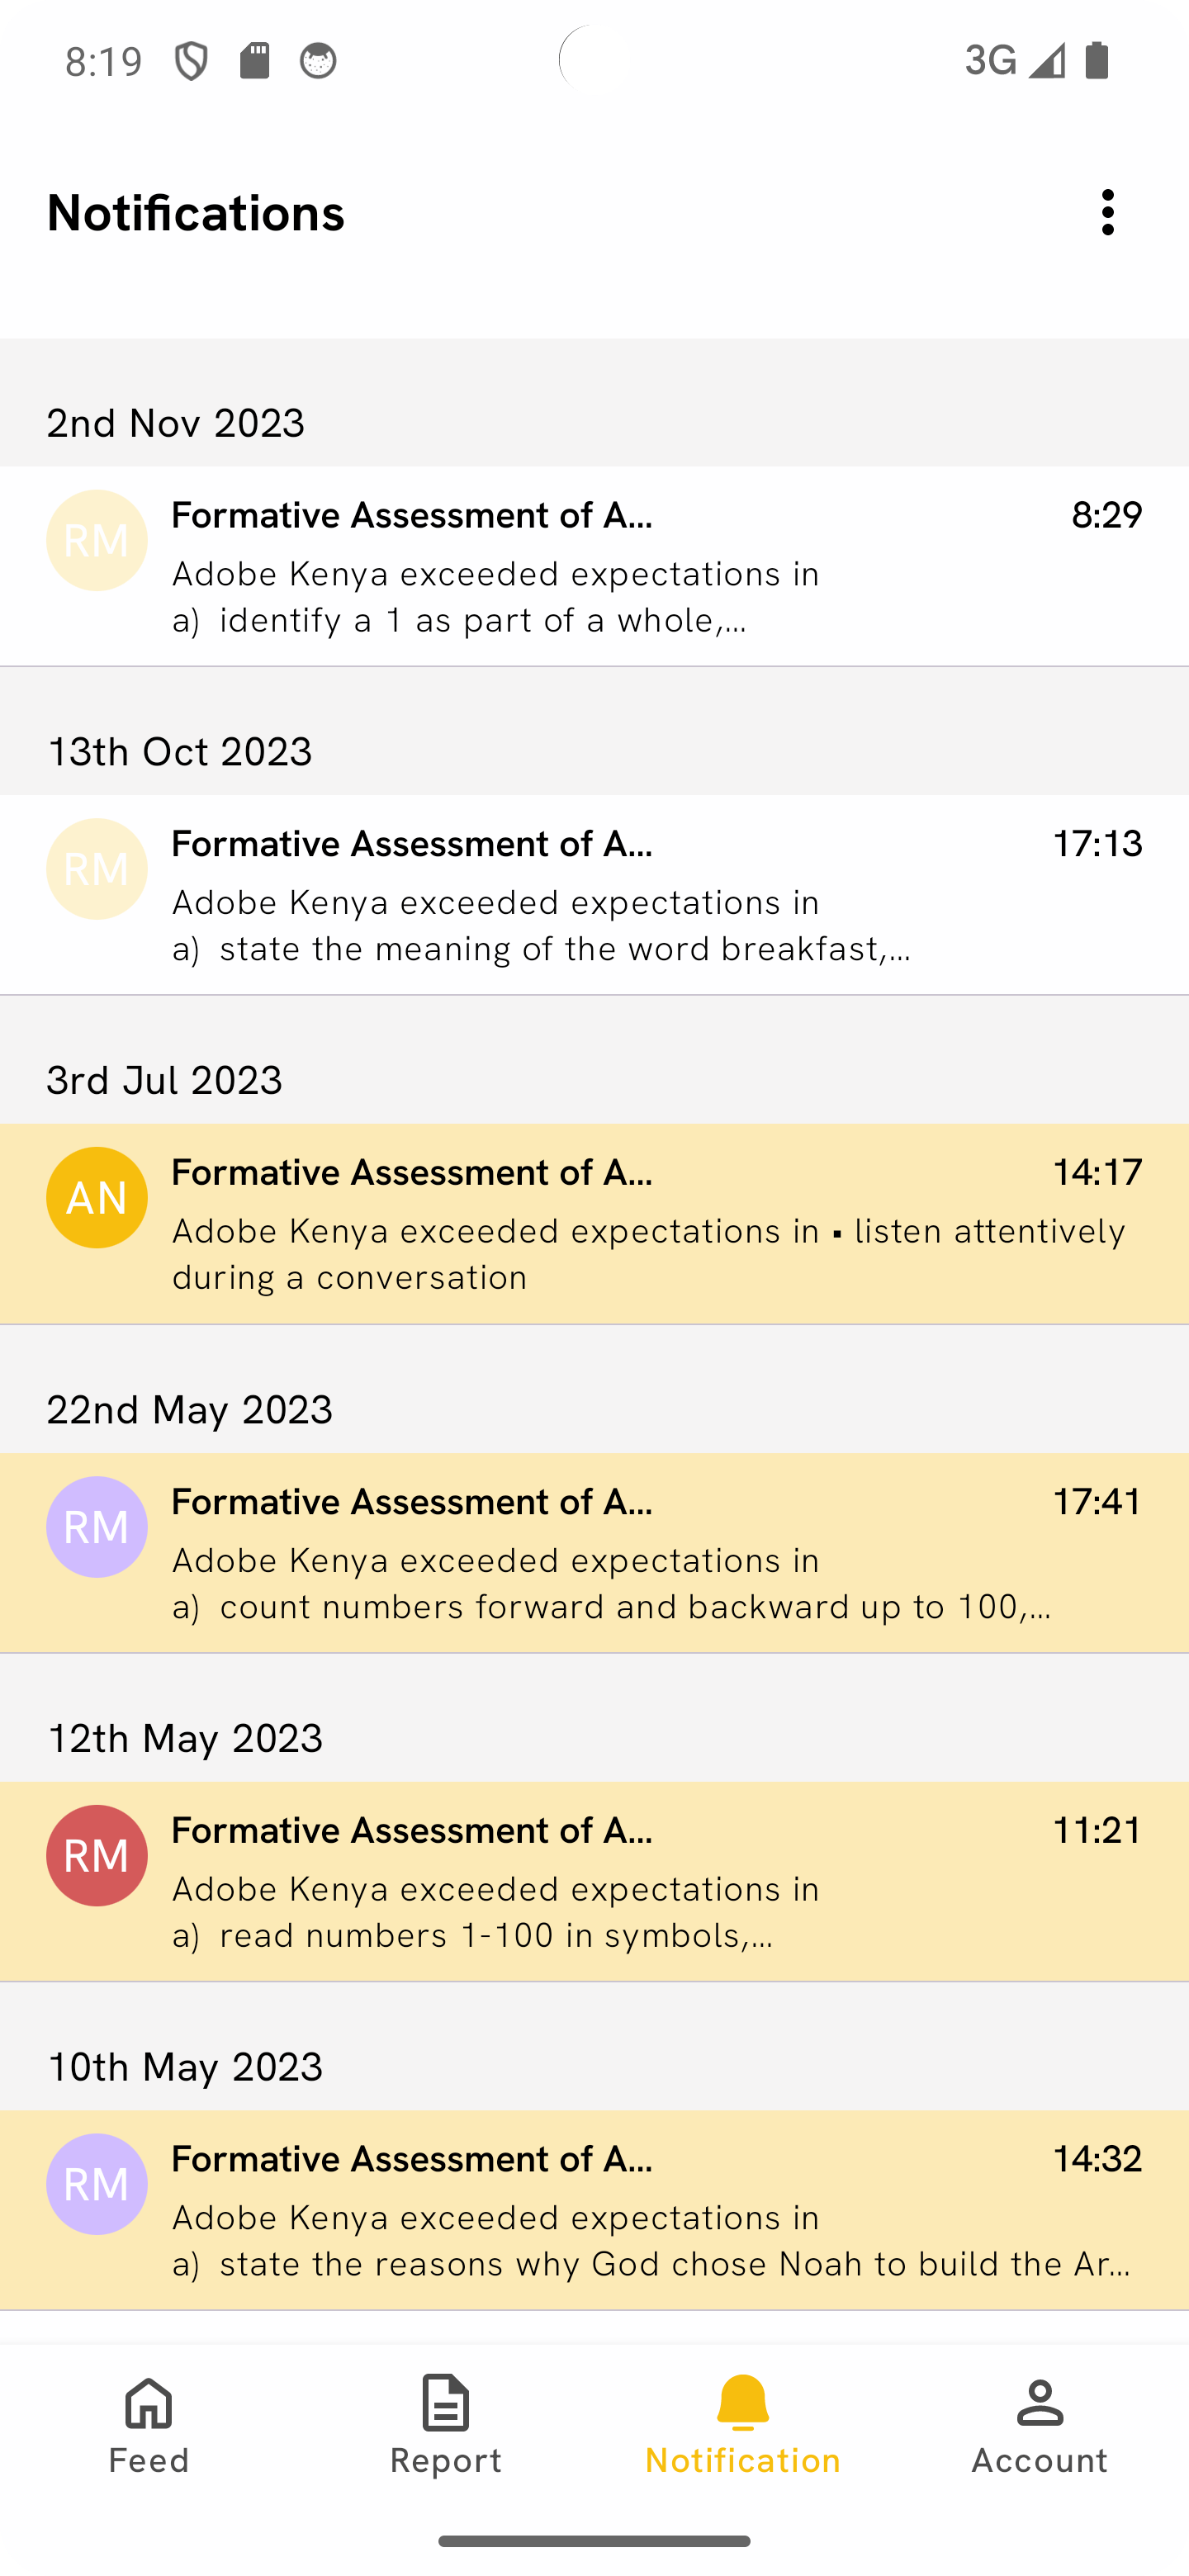 8:19
3G
Notifications
2nd Nov 2023
RM
Formative Assessment of A...
8:29
Adobe Kenya exceeded expectations in
a) identify a 1 as part of a whole,...
13th Oct 2023
RM
Formative Assessment of A...
17:13
Adobe Kenya exceeded expectations in
a) state the meaning of the word breakfast,...
3rd Jul 2023
AN
Formative Assessment of A...
14:17
Adobe Kenya exceeded expectations in ▪ listen attentively
during a conversation
22nd May 2023
RM
Formative Assessment of A...
17:41
Adobe Kenya exceeded expectations in
a) count numbers forward and backward up to 100,...
12th May 2023
RM
Formative Assessment of A...
11:21
Adobe Kenya exceeded expectations in
a) read numbers 1-100 in symbols,...
10th May 2023
RM
Formative Assessment of A...
14:32
Adobe Kenya exceeded expectations in
a) state the reasons why God chose Noah to build the Ar...
Feed
Report
Notification
Account